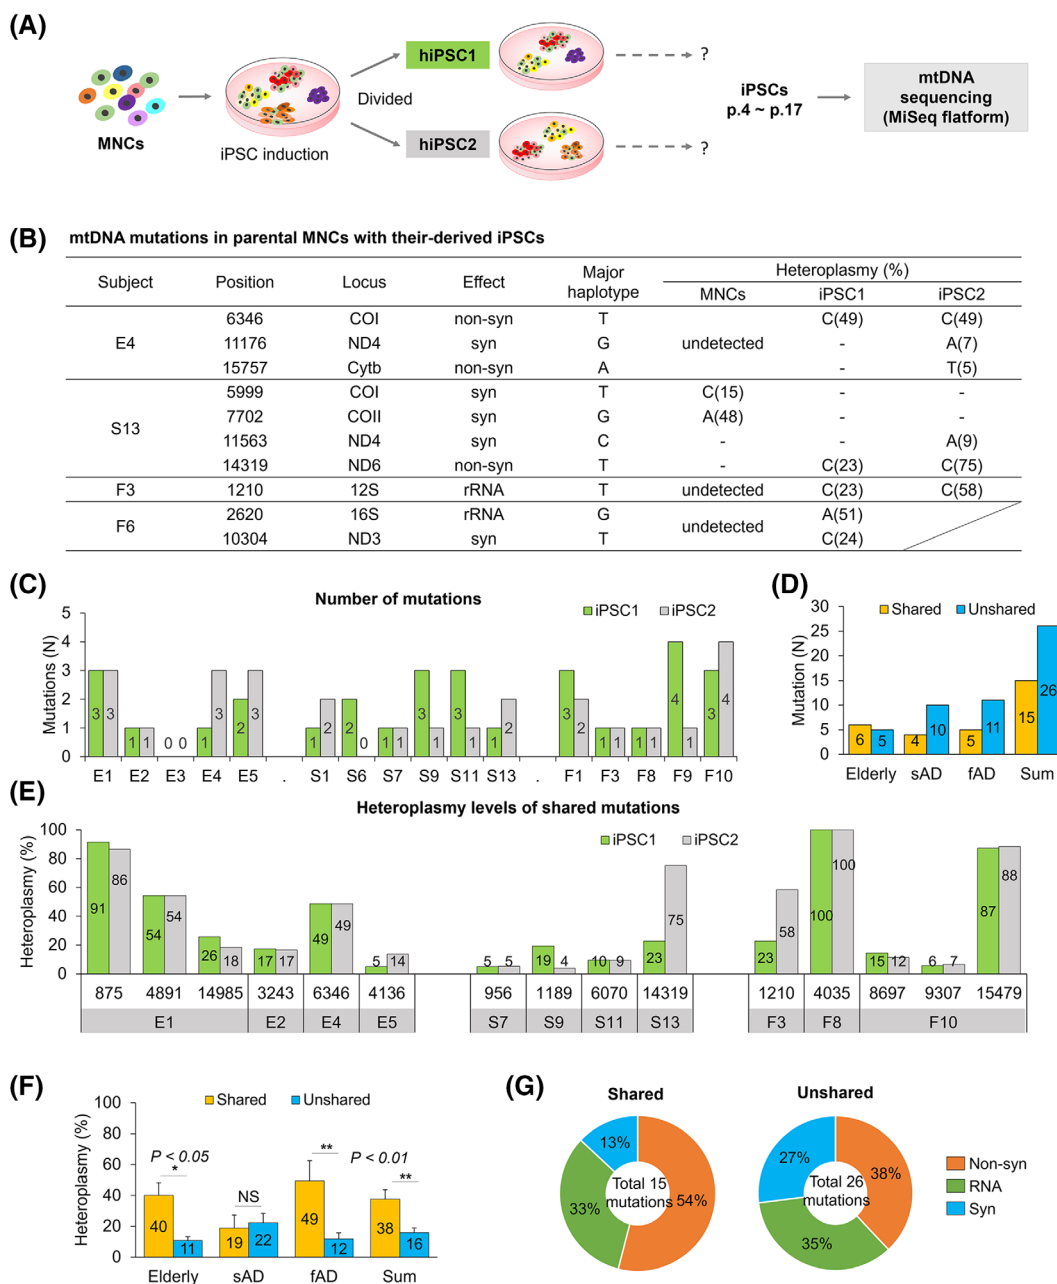 (A)
MNCs
iPSC induction
Divided
hiPSC1
hiPSC2
?
?
iPSCs
p.4 ~ p.17
mtDNA
sequencing
(MiSeq flatform)
(B) mtDNA mutations in parental MNCs with their-derived iPSCs
Subject Position Locus Effect Major haplotype Heteroplasmy (%)
MNCs iPSC1 iPSC2
E4 6346 COI non-syn T undetected C(49) C(49)
11176 ND4 syn G - A(7)
15757 Cytb non-syn A - T(5)
S13 5999 COI syn T C(15) - -
7702 COII syn G A(48) - -
11563 ND4 syn C - - A(9)
14319 ND6 non-syn T - C(23) C(75)
F3 1210 12S rRNA T undetected C(23) C(58)
F6 2620 16S rRNA G undetected A(51)
10304 ND3 syn T C(24)
(C)
Number of mutations
iPSC1 iPSC2
Mutations (N)
5
4
3
2
1
0
3 3 1 1 0 0 1 3 2 3 1 2 2 0 1 1 3 1 3 1 1 2 3 2 1 1 1 1 4 1 3 4
E1 E2 E3 E4 E5 . S1 S6 S7 S9 S11 S13 . F1 F3 F8 F9 F10
(D)
Shared Unshared
Mutation (N)
30
25
20
15
10
5
0
6 5 4 10 5 11 15 26
Elderly sAD fAD Sum
(E)
Heteroplasmy levels of shared mutations
iPSC1 iPSC2
Heteroplasmy (%)
100
80
60
40
20
0
91 86 54 54 26 18 17 17 49 49 5 14 5 5 19 4 10 9 23 75 23 58 100 100 15 12 6 7 87 88
875 4891 14985 3243 6346 4136 956 1189 6070 14319 1210 4035 8697 9307 15479
E1 E2 E4 E5 S7 S9 S11 S13 F3 F8 F10
(F)
Shared Unshared
Heteroplasmy (%)
100
80
60
40
20
0
P < 0.05
*
NS
**
P < 0.01
**
40 11 19 22 49 12 38 16
Elderly sAD fAD Sum
(G)
Shared
13%
33%
54%
Total 15
mutations
Unshared
27%
38%
35%
Total 26
mutations
Non-syn
RNA
Syn